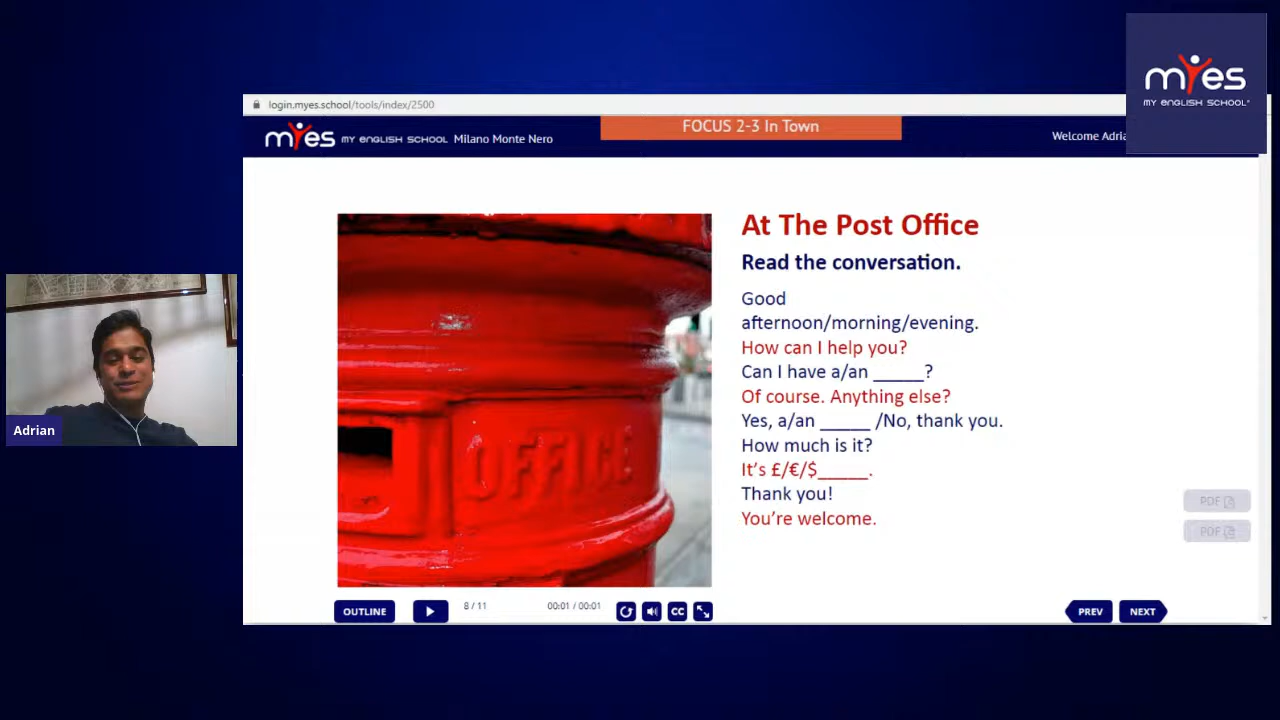 myes
MY ENGLISH SCHOOL
login.myes.school/tools/index/2500
myes MY ENGLISH SCHOOL Milano Monte Nero
FOCUS 2-3 In Town
Welcome Adria
At The Post Office
Read the conversation.
Good
afternoon/morning/evening.
How can I help you?
Can I have a/an _____?
Of course. Anything else?
Yes, a/an _____ /No, thank you.
How much is it?
It's £/€/$_____.
Thank you!
You're welcome.
OFFICE
Adrian
PDF
PDF
OUTLINE
8 / 11
00:01 / 00:01
CC
PREV
NEXT